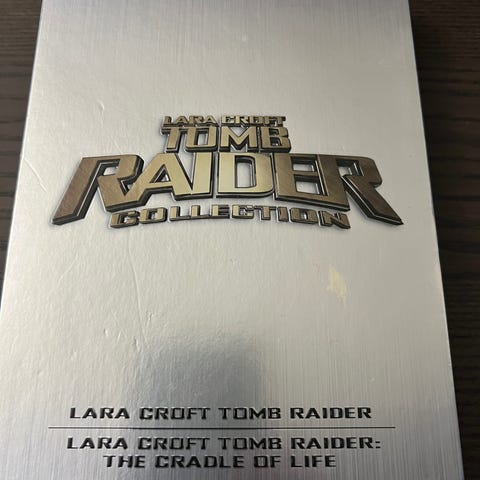 LARA CROFT
TOMB
RAIDER
COLLECTION
LARA CROFT TOMB RAIDER
LARA CROFT TOMB RAIDER:
THE CRADLE OF LIFE